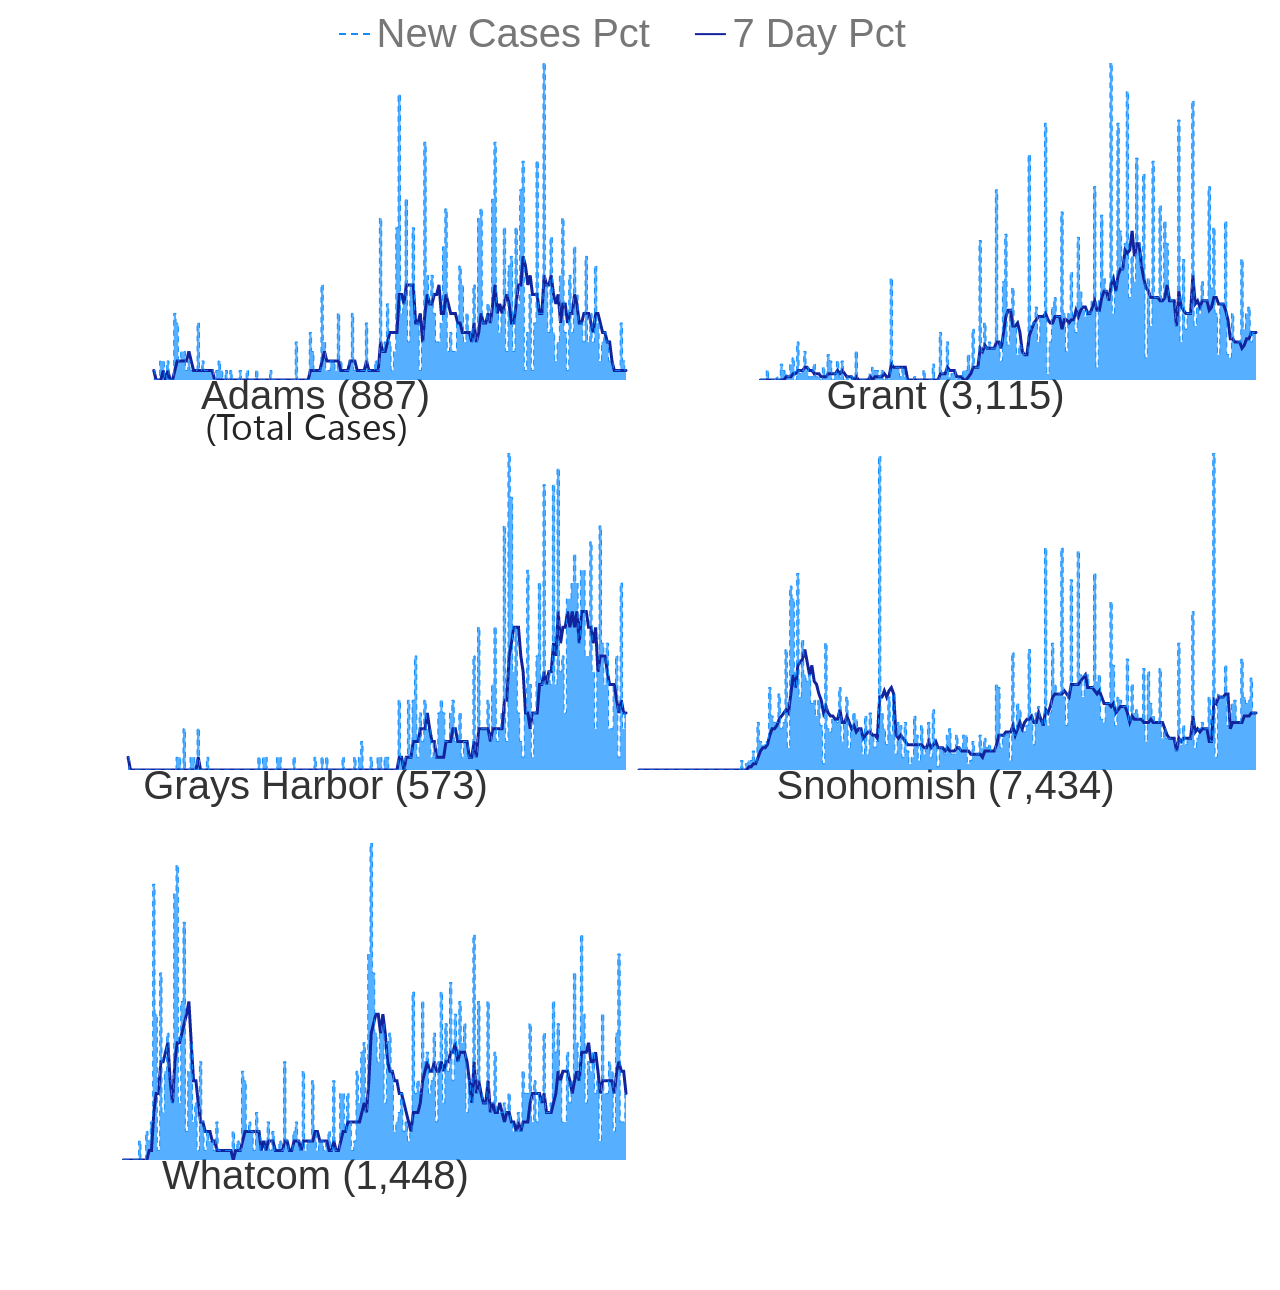 New Cases Pct 7 Day Pct
Adams (887) Grant (3,115)
(Total Cases)
Grays Harbor (573) Snohomish (7,434)
Whatcom (1,448)